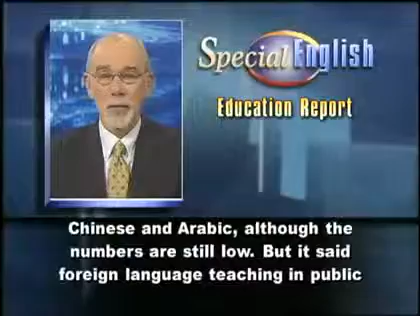 Special English
Education Report
Chinese and Arabic, although the
numbers are still low. But it said
foreign language teaching in public